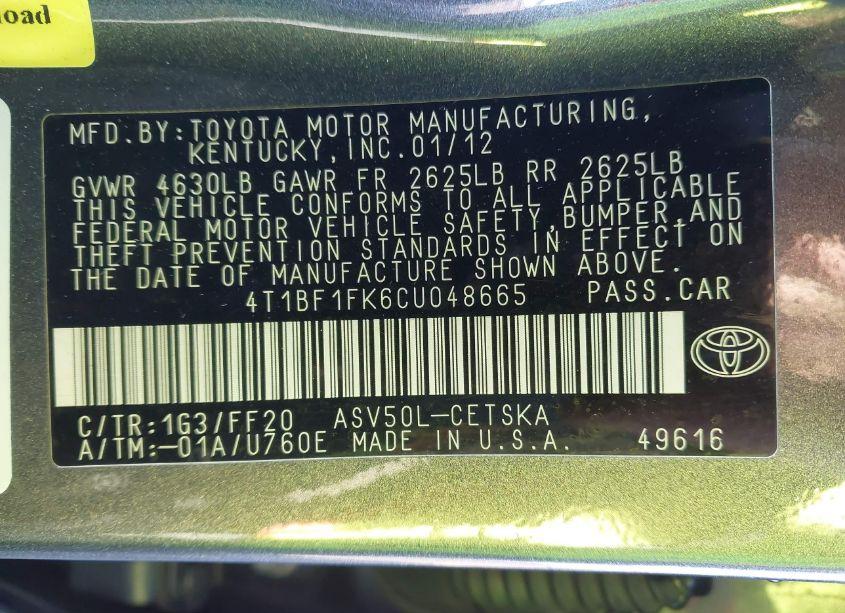 oad
MFD.BY:TOYOTA MOTOR MANUFACTURING,
KENTUCKY,INC.01/12
GVWR 4630LB GAWR FR 2625LB RR 2625LB
THIS VEHICLE CONFORMS TO ALL APPLICABLE
FEDERAL MOTOR VEHICLE SAFETY,BUMPER,AND
THEFT PREVENTION STANDARDS IN EFFECT ON
THE DATE OF MANUFACTURE SHOWN ABOVE.
4T1BF1FK6CU048665 PASS.CAR
C/TR:1G3/FF20 ASV50L-CETSKA
A/TM:-01A/U760E MADE IN U.S.A. 49616